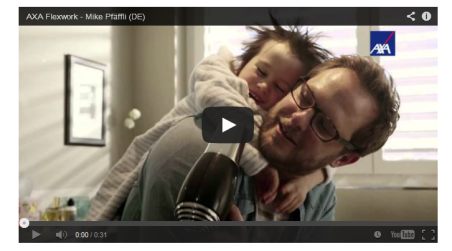 AXA Flexwork - Mike Pfäffli (DE)
AXA
0:00 / 0:31
YouTube